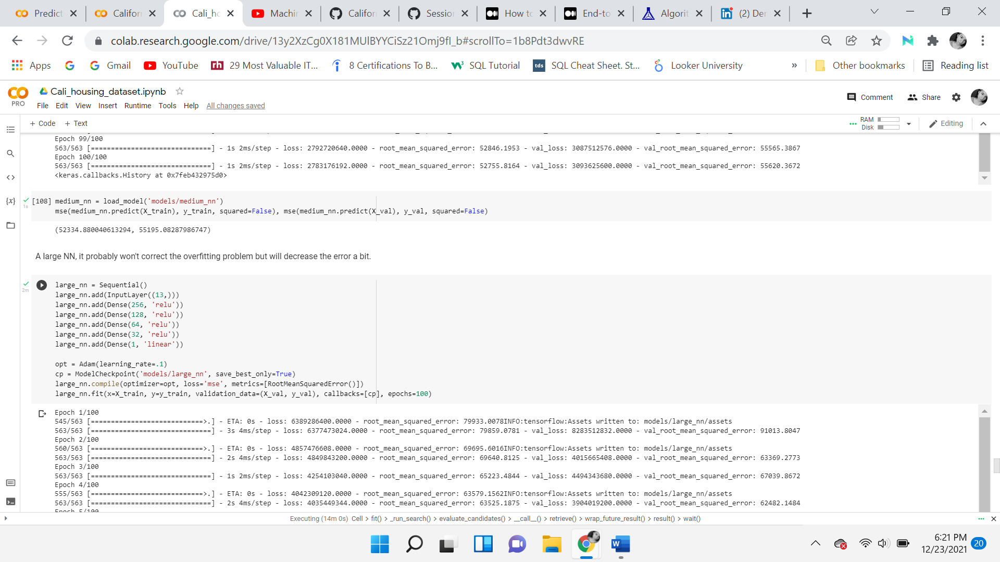 Predict
Califor
Cali_ho
Machin
Califor
Sessio
How to
End-to
Algorit
(2) Der
colab.research.google.com/drive/13y2XzCg0X181MUlBYYCiSz21Omj9fI_b#scrollTo=1b8Pdt3dwvRE
Apps
Gmail
YouTube
29 Most Valuable IT...
8 Certifications To B...
SQL Tutorial
SQL Cheat Sheet. St...
Looker University
»
Other bookmarks
Reading list
Cali_housing_dataset.ipynb
PRO
File Edit View Insert Runtime Tools Help All changes saved
Comment
Share
+ Code + Text
RAM
Disk
Editing
Epoch 99/100
563/563 [==============================] - 1s 2ms/step - loss: 2792720640.0000 - root_mean_squared_error: 52846.1953 - val_loss: 3087512576.0000 - val_root_mean_squared_error: 55565.3867
Epoch 100/100
563/563 [==============================] - 1s 2ms/step - loss: 2783176192.0000 - root_mean_squared_error: 52755.8164 - val_loss: 3093625600.0000 - val_root_mean_squared_error: 55620.3672
<keras.callbacks.History at 0x7feb432975d0>
[108] medium_nn = load_model('models/medium_nn')
1s
mse(medium_nn.predict(X_train), y_train, squared=False), mse(medium_nn.predict(X_val), y_val, squared=False)
(52334.880040613294, 55195.08287986747)
A large NN, it probably won't correct the overfitting problem but will decrease the error a bit.
2m
large_nn = Sequential()
large_nn.add(InputLayer((13,)))
large_nn.add(Dense(256, 'relu'))
large_nn.add(Dense(128, 'relu'))
large_nn.add(Dense(64, 'relu'))
large_nn.add(Dense(32, 'relu'))
large_nn.add(Dense(1, 'linear'))
opt = Adam(learning_rate=.1)
cp = ModelCheckpoint('models/large_nn', save_best_only=True)
large_nn.compile(optimizer=opt, loss='mse', metrics=[RootMeanSquaredError()])
large_nn.fit(x=X_train, y=y_train, validation_data=(X_val, y_val), callbacks=[cp], epochs=100)
Epoch 1/100
545/563 [============================>.] - ETA: 0s - loss: 6389286400.0000 - root_mean_squared_error: 79933.0078INFO:tensorflow:Assets written to: models/large_nn/assets
563/563 [==============================] - 3s 4ms/step - loss: 6377473024.0000 - root_mean_squared_error: 79859.0781 - val_loss: 8283512832.0000 - val_root_mean_squared_error: 91013.8047
Epoch 2/100
560/563 [============================>.] - ETA: 0s - loss: 4857476608.0000 - root_mean_squared_error: 69695.6016INFO:tensorflow:Assets written to: models/large_nn/assets
563/563 [==============================] - 2s 4ms/step - loss: 4849843200.0000 - root_mean_squared_error: 69640.8125 - val_loss: 4015665408.0000 - val_root_mean_squared_error: 63369.2773
Epoch 3/100
563/563 [==============================] - 1s 2ms/step - loss: 4254103040.0000 - root_mean_squared_error: 65223.4844 - val_loss: 4494343680.0000 - val_root_mean_squared_error: 67039.8672
Epoch 4/100
555/563 [============================>.] - ETA: 0s - loss: 4042309120.0000 - root_mean_squared_error: 63579.1562INFO:tensorflow:Assets written to: models/large_nn/assets
563/563 [==============================] - 2s 4ms/step - loss: 4035449344.0000 - root_mean_squared_error: 63525.1875 - val_loss: 3904019200.0000 - val_root_mean_squared_error: 62482.1484
Epoch 5/100
Executing (14m 0s) Cell > fit() > _run_search() > evaluate_candidates() > __call__() > retrieve() > wrap_future_result() > result() > wait()
6:21 PM
12/23/2021
20